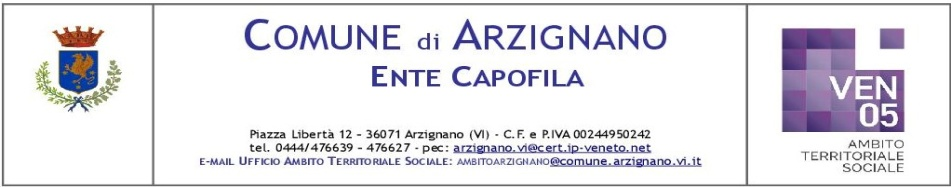 COMUNE di ARZIGNANO
ENTE CAPOFILA
Piazza Libertà 12 - 36071 Arzignano (VI) - C.F. e P.IVA 00244950242
tel. 0444/476639 - 476627 - pec: arzignano.vi@cert.ip-veneto.net
E-MAIL UFFICIO AMBITO TERRITORIALE SOCIALE: AMBITOARZIGNANO@comune.arzignano.vi.it
VEN
05
AMBITO
TERRITORIALE
SOCIALE